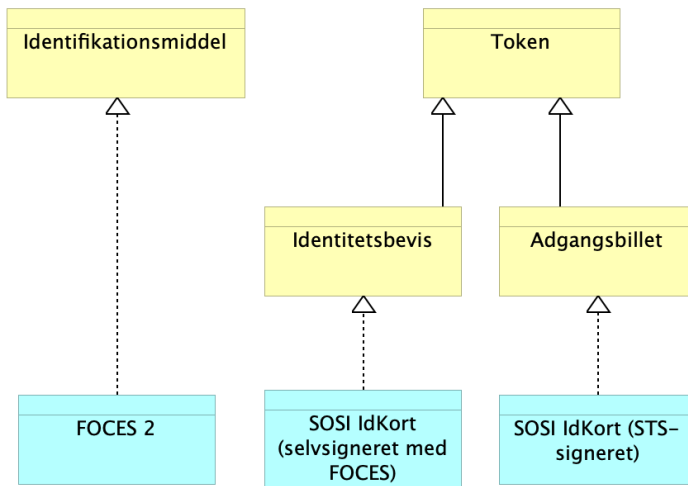 Identifikationsmiddel
Token
Identitetsbevis
Adgangsbillet
FOCES 2
SOSI IdKort
(selvsigneret med
FOCES)
SOSI IdKort (STS-
signeret)